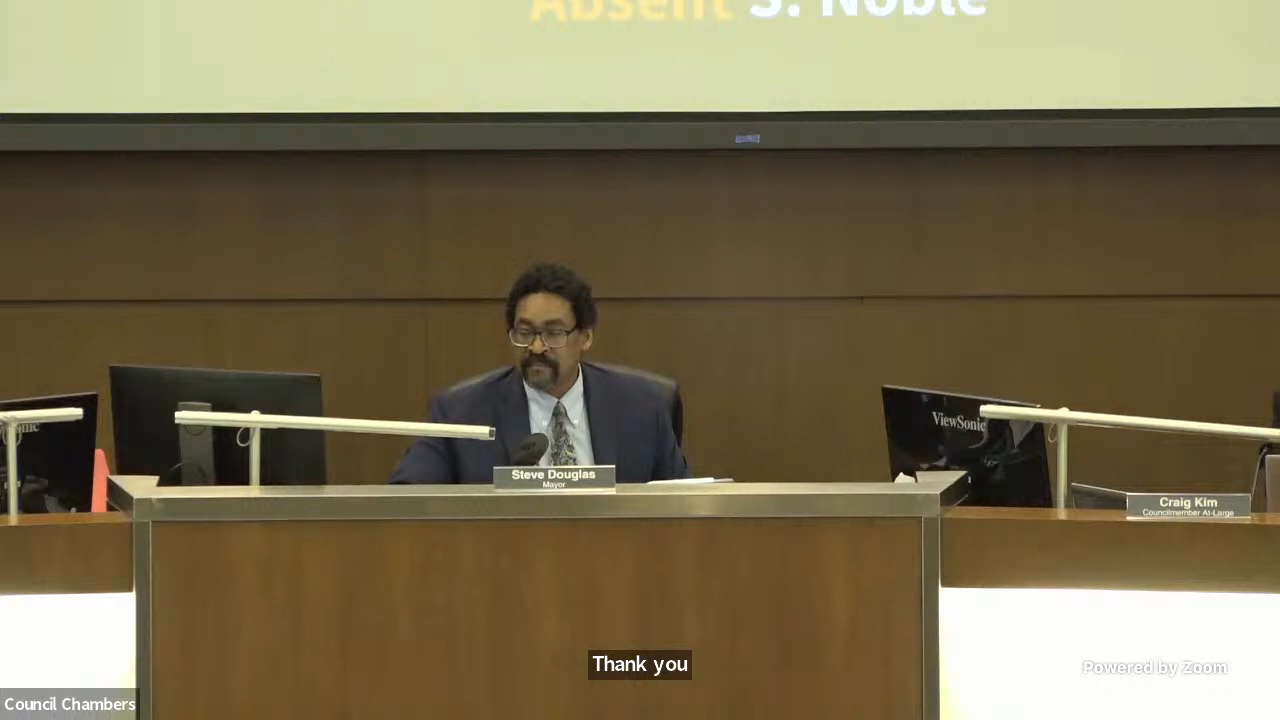 Absent S. Noble
ViewSonic
Steve Douglas
Mayor
Craig Kim
Councilmember At-Large
Thank you
Powered by Zoom
Council Chambers